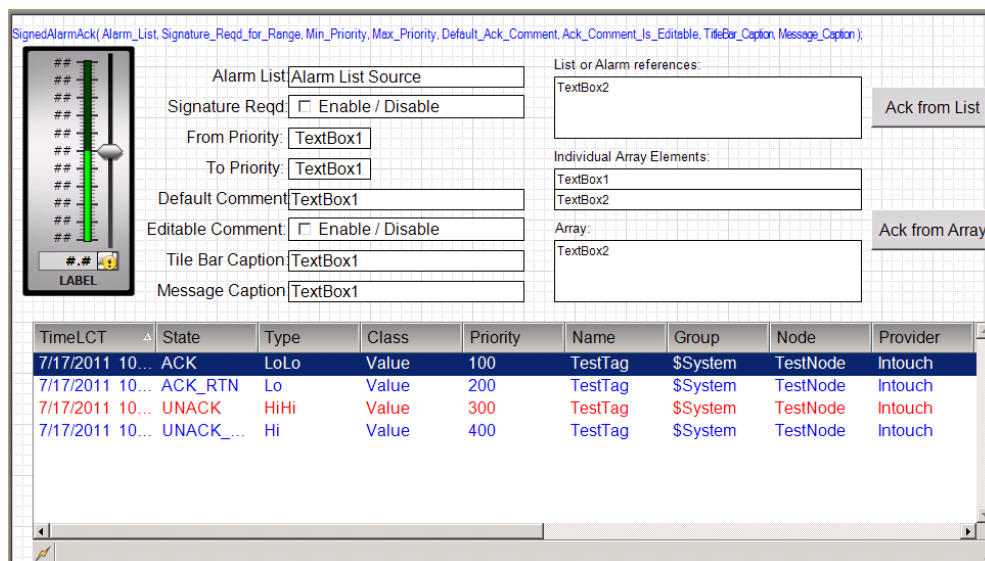 SignedAlarmAck( Alarm_List, Signature_Reqd_for_Range, Min_Priority, Max_Priority, Default_Ack_Comment, Ack_Comment_Is_Editable, TitleBar_Caption, Message_Caption );
##
##
##
##
##
##
##
##
##
##
##
#.#
LABEL
Alarm List: Alarm List Source
Signature Reqd: Enable / Disable
From Priority: TextBox1
To Priority: TextBox1
Default Comment TextBox1
Editable Comment: Enable / Disable
Tile Bar Caption: TextBox1
Message Caption TextBox1
List or Alarm references:
TextBox2
Individual Array Elements:
TextBox1
TextBox2
Array:
TextBox2
Ack from List
Ack from Array
TimeLCT State Type Class Priority Name Group Node Provider
7/17/2011 10... ACK LoLo Value 100 TestTag $System TestNode Intouch
7/17/2011 10... ACK_RTN Lo Value 200 TestTag $System TestNode Intouch
7/17/2011 10... UNACK HiHi Value 300 TestTag $System TestNode Intouch
7/17/2011 10... UNACK_... Hi Value 400 TestTag $System TestNode Intouch